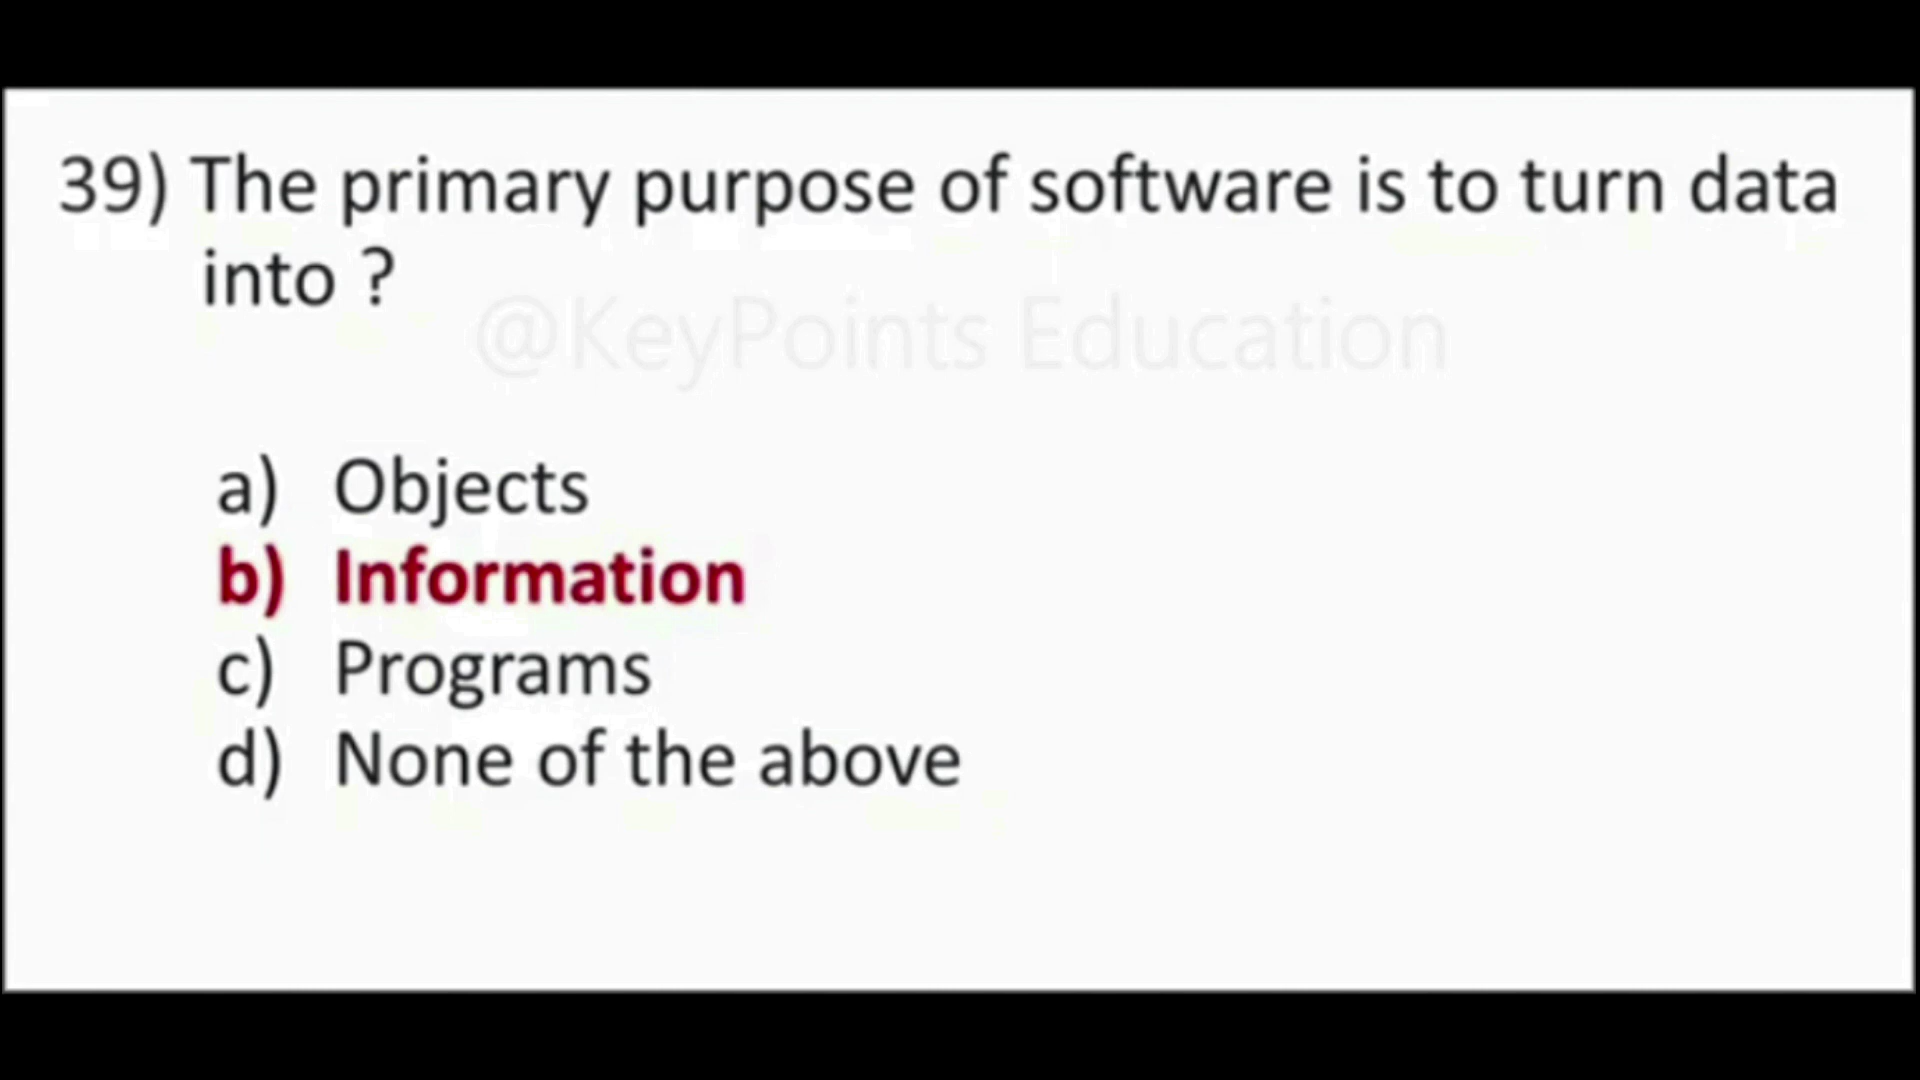 39) The primary purpose of software is to turn data
into ?
@KeyPoints Education
a) Objects
b) Information
c) Programs
d) None of the above